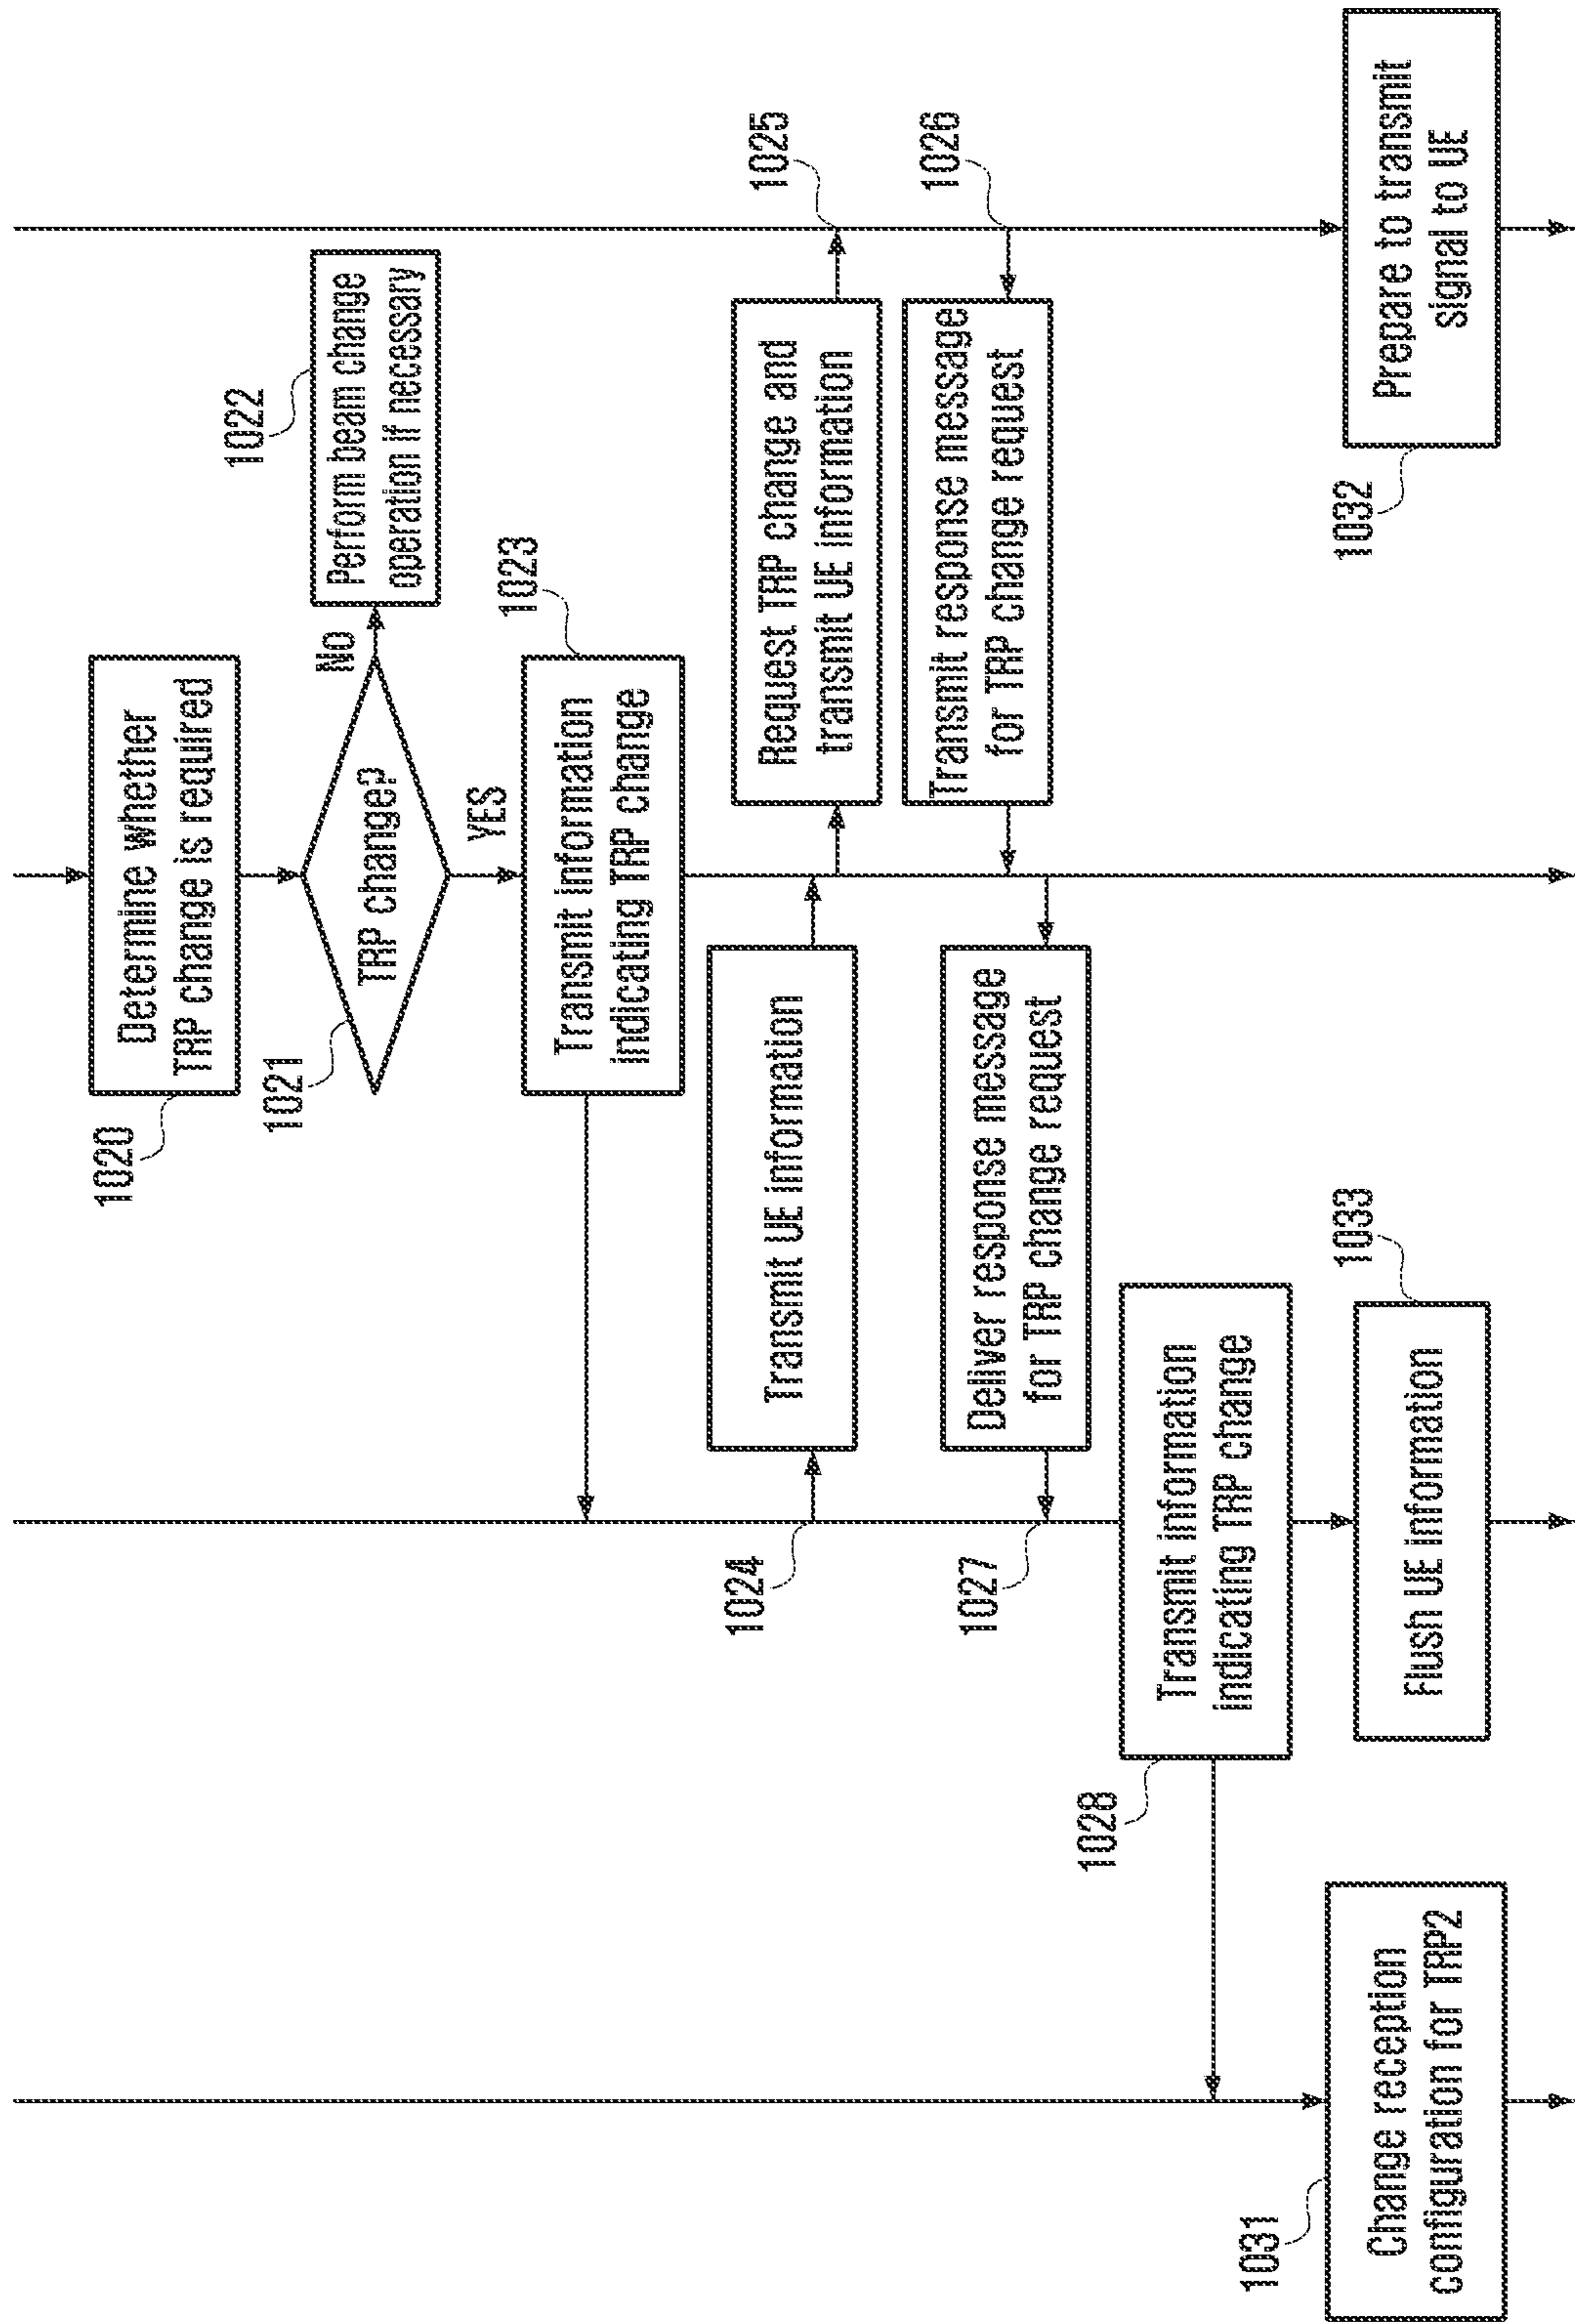 1020
Determine whether
TRP change is required
1021
TRP change?
No
1022
Perform beam change
operation if necessary
YES
1023
Transmit information
indicating TRP change
1024
Transmit UE information
1025
Request TRP change and
transmit UE information
1026
Transmit response message
for TRP change request
1027
Deliver response message
for TRP change request
1028
Transmit information
indicating TRP change
1031
Change reception
configuration for TRP2
1033
Flush UE information
1032
Prepare to transmit
signal to UE